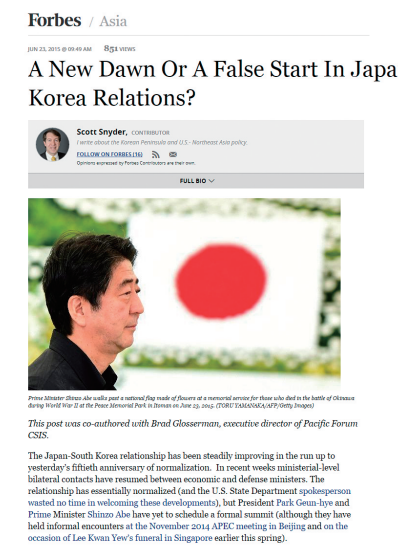 Forbes / Asia
JUN 23, 2015 @ 09:49 AM 851 VIEWS
A New Dawn Or A False Start In Japa
Korea Relations?
Scott Snyder, CONTRIBUTOR
I write about the Korean Peninsula and U.S.- Northeast Asia policy.
FOLLOW ON FORBES (16)
Opinions expressed by Forbes Contributors are their own.
FULL BIO
Prime Minister Shinzo Abe walks past a national flag made of flowers at a memorial service for those who died in the battle of Okinawa
during World War II at the Peace Memorial Park in Itoman on June 23, 2015. (TORU YAMANAKA/AFP/Getty Images)
This post was co-authored with Brad Glosserman, executive director of Pacific Forum
CSIS.
The Japan-South Korea relationship has been steadily improving in the run up to
yesterday's fiftieth anniversary of normalization. In recent weeks ministerial-level
bilateral contacts have resumed between economic and defense ministers. The
relationship has essentially normalized (and the U.S. State Department spokesperson
wasted no time in welcoming these developments), but President Park Geun-hye and
Prime Minister Shinzo Abe have yet to schedule a formal summit (although they have
held informal encounters at the November 2014 APEC meeting in Beijing and on the
occasion of Lee Kwan Yew's funeral in Singapore earlier this spring).